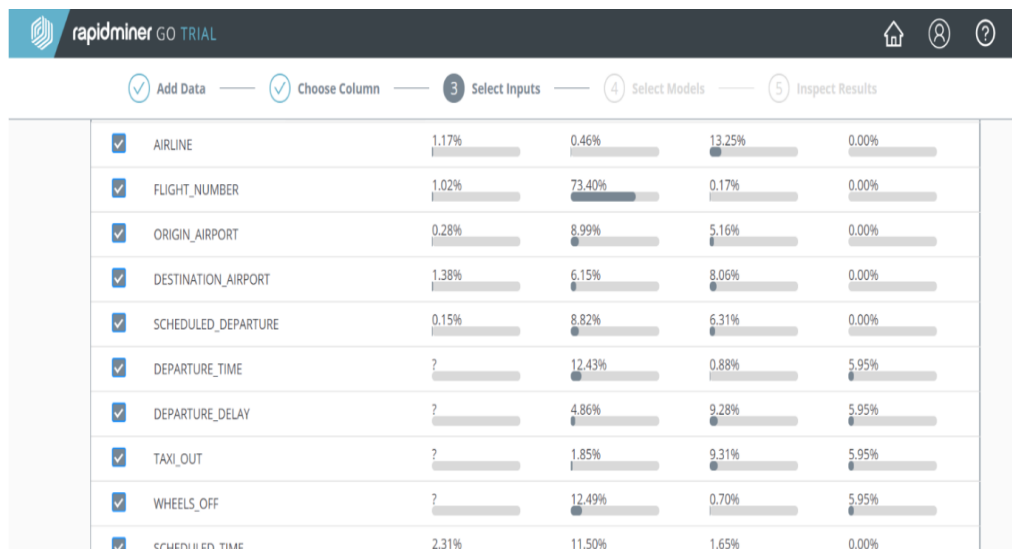 rapidminer GO TRIAL
Add Data Choose Column 3 Select Inputs 4 Select Models 5 Inspect Results
AIRLINE 1.17% 0.46% 13.25% 0.00%
FLIGHT_NUMBER 1.02% 73.40% 0.17% 0.00%
ORIGIN_AIRPORT 0.28% 8.99% 5.16% 0.00%
DESTINATION_AIRPORT 1.38% 6.15% 8.06% 0.00%
SCHEDULED_DEPARTURE 0.15% 8.82% 6.31% 0.00%
DEPARTURE_TIME ? 12.43% 0.88% 5.95%
DEPARTURE_DELAY ? 4.86% 9.28% 5.95%
TAXI_OUT ? 1.85% 9.31% 5.95%
WHEELS_OFF ? 12.49% 0.70% 5.95%
SCHEDULED_TIME 2.31% 11.50% 1.65% 0.00%